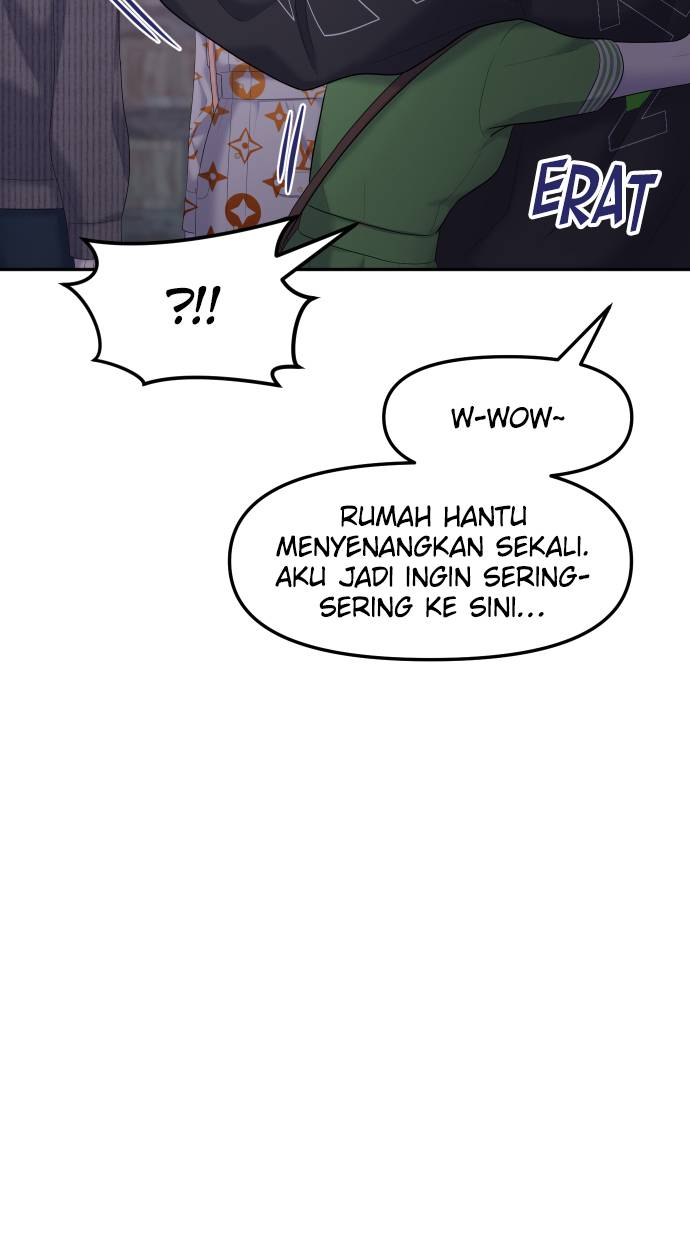 ERAT
?!!
W-WOW~
RUMAH HANTU
MENYENANGKAN SEKALI.
AKU JADI INGIN SERING-
SERING KE SINI...